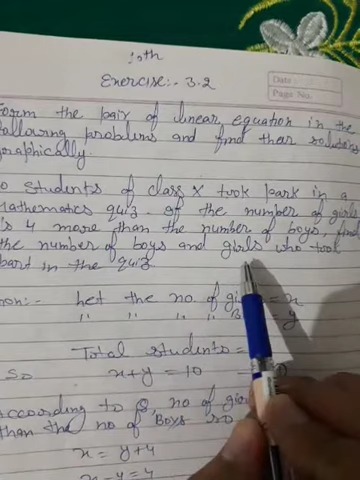 10th
Exercise:- 3.2
Date
Page No.
Form the pair of linear equation in the
following problems and find their solutions
graphically.
10 Students of class X took park in a
Mathematics quiz. If the number of girls
is 4 more than the number of boys, find
the number of boys and girls who took
part in the quiz
Let the no. of = x
" " " " = y
Total students =
So x+y = 10
According to no of
than the no of Boys so
x = y+4
x-y=4